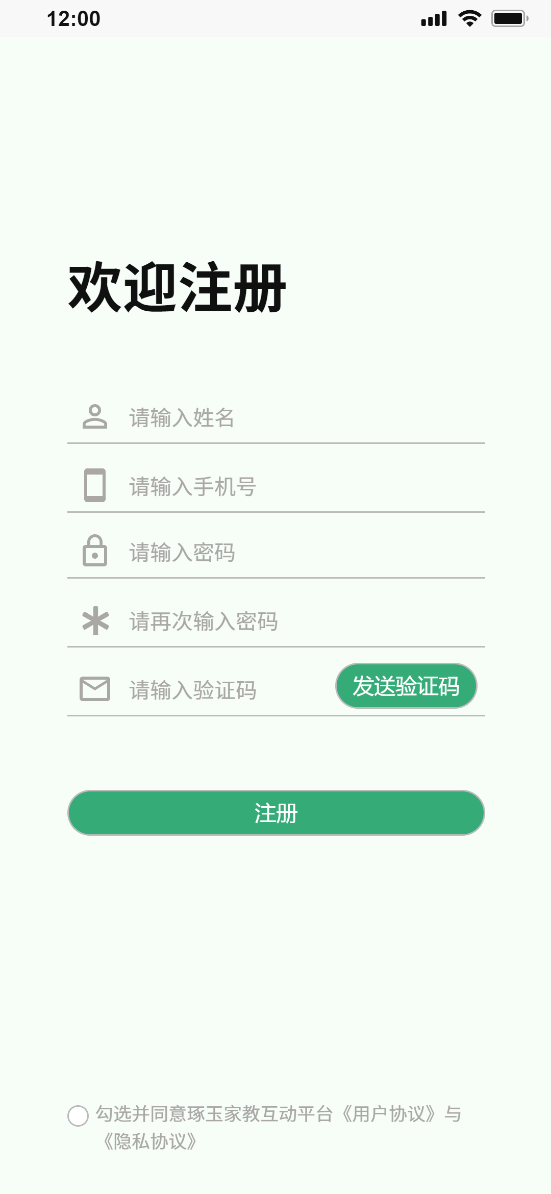 12:00
欢迎注册
请输入姓名
请输入手机号
请输入密码
请再次输入密码
请输入验证码
发送验证码
注册
勾选并同意琢玉家教互动平台《用户协议》与
《隐私协议》